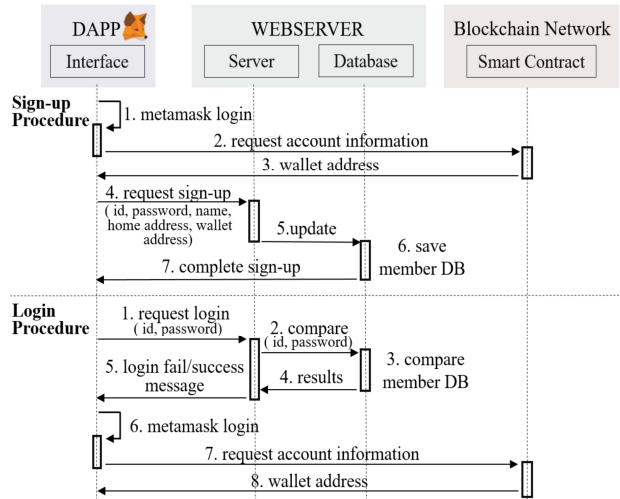 DAPP
WEBSERVER
Blockchain Network
Interface
Server
Database
Smart Contract
Sign-up
Procedure
1. metamask login
2. request account information
3. wallet address
4. request sign-up
( id, password, name,
home address, wallet
address)
5.update
6. save
member DB
7. complete sign-up
Login
Procedure
1. request login
( id, password)
2. compare
( id, password)
3. compare
member DB
4. results
5. login fail/success
message
6. metamask login
7. request account information
8. wallet address